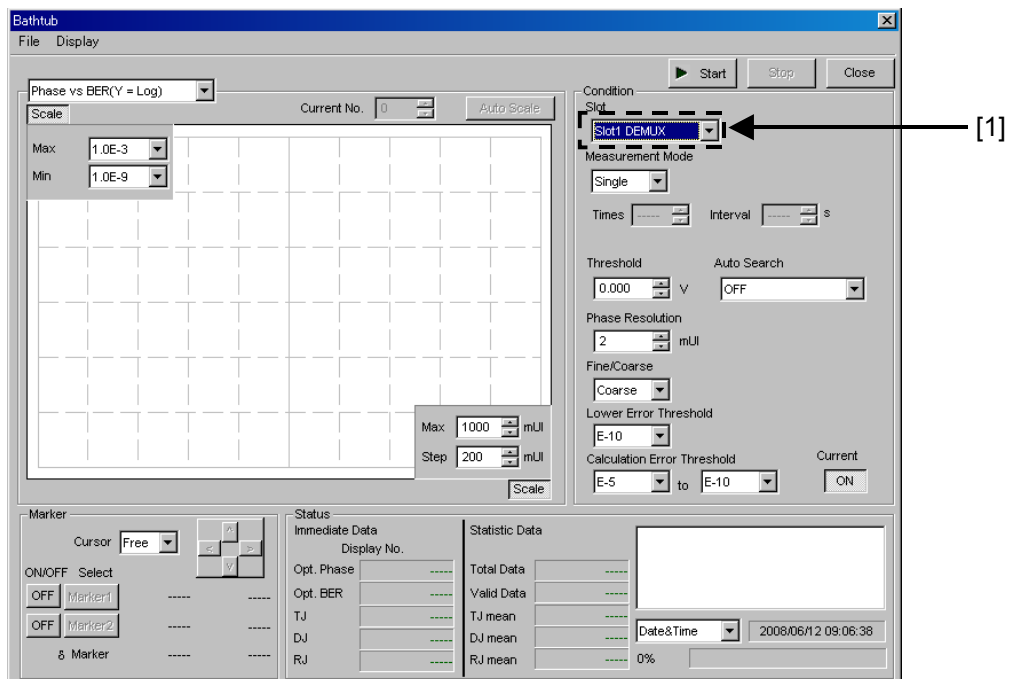 Bathtub
File Display
Start Stop Close
Phase vs BER(Y = Log)
Current No. 0 Auto Scale
Scale
Max 1.0E-3
Min 1.0E-9
Max 1000 mUI
Step 200 mUI
Scale
Condition
Slot
Slot1 DEMUX
[1]
Measurement Mode
Single
Times ----- Interval ----- s
Threshold Auto Search
0.000 V OFF
Phase Resolution
2 mUI
Fine/Coarse
Coarse
Lower Error Threshold
E-10
Calculation Error Threshold Current
E-5 to E-10 ON
Marker
Cursor Free
^
< >
v
ON/OFF Select
OFF Marker1 ----- -----
OFF Marker2 ----- -----
δ Marker ----- -----
Status
Immediate Data
Display No.
Opt. Phase -----
Opt. BER -----
TJ -----
DJ -----
RJ -----
Statistic Data
Total Data -----
Valid Data -----
TJ mean -----
DJ mean -----
RJ mean -----
Date&Time 2008/06/12 09:06:38
0%